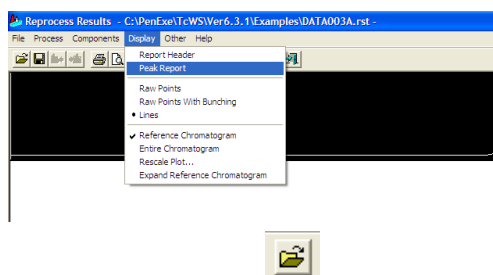 Reprocess Results - C:\PenExe\TcWS\Ver6.3.1\Examples\DATA003A.rst -
File Process Components Display Other Help
Report Header
Peak Report
Raw Points
Raw Points With Bunching
Lines
Reference Chromatogram
Entire Chromatogram
Rescale Plot...
Expand Reference Chromatogram